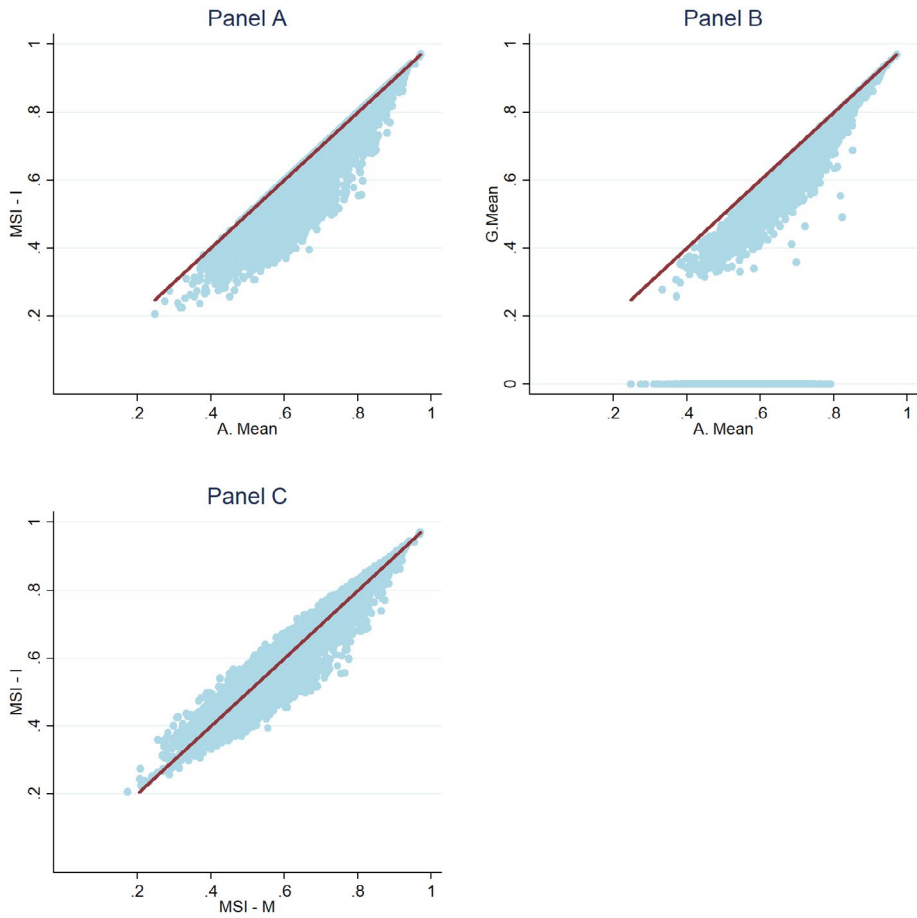 Panel A
MSI - I
1
.8
.6
.4
.2
.2 .4 .6 .8 1
A. Mean
Panel B
G.Mean
1
.8
.6
.4
.2
0
.2 .4 .6 .8 1
A. Mean
Panel C
MSI - I
1
.8
.6
.4
.2
.2 .4 .6 .8 1
MSI - M